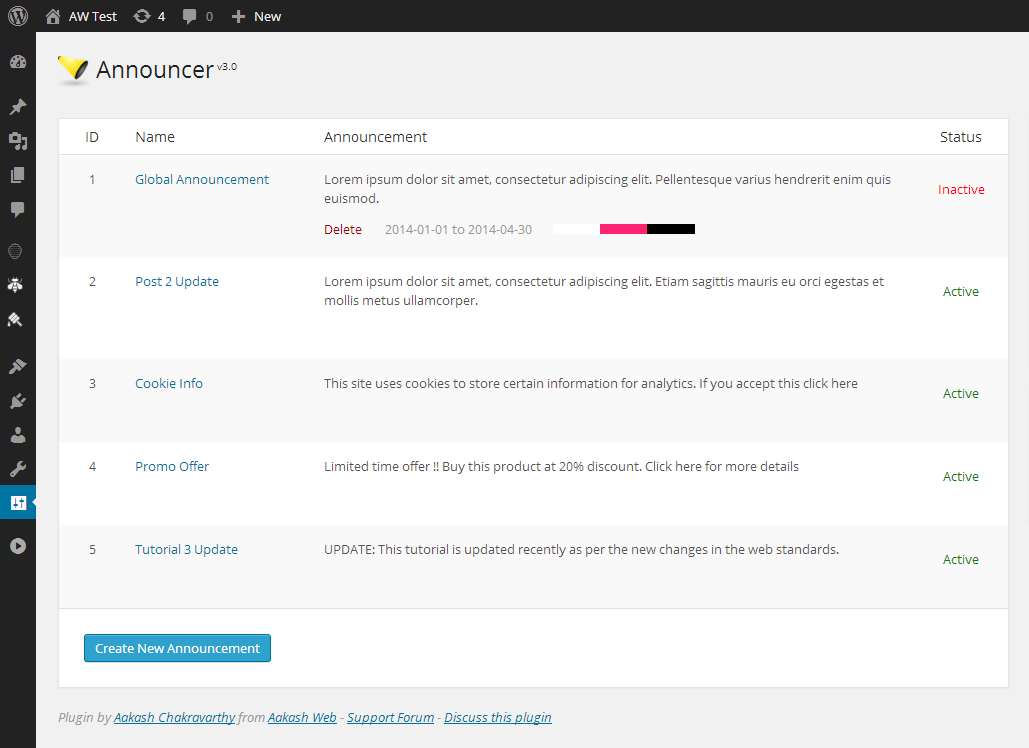 AW Test 4 0 New
Announcer v3.0
ID Name Announcement Status
1 Global Announcement Lorem ipsum dolor sit amet, consectetur adipiscing elit. Pellentesque varius hendrerit enim quis
euismod.
Inactive
Delete 2014-01-01 to 2014-04-30
2 Post 2 Update Lorem ipsum dolor sit amet, consectetur adipiscing elit. Etiam sagittis mauris eu orci egestas et
mollis metus ullamcorper.
Active
3 Cookie Info This site uses cookies to store certain information for analytics. If you accept this click here
Active
4 Promo Offer Limited time offer !! Buy this product at 20% discount. Click here for more details
Active
5 Tutorial 3 Update UPDATE: This tutorial is updated recently as per the new changes in the web standards.
Active
Create New Announcement
Plugin by Aakash Chakravarthy from Aakash Web - Support Forum - Discuss this plugin